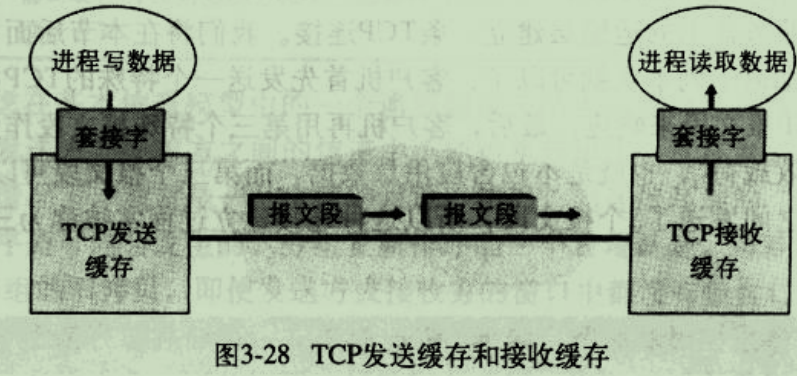 进程写数据
进程读取数据
套接字
套接字
TCP发送
缓存
报文段
报文段
TCP接收
缓存
图3-28 TCP发送缓存和接收缓存